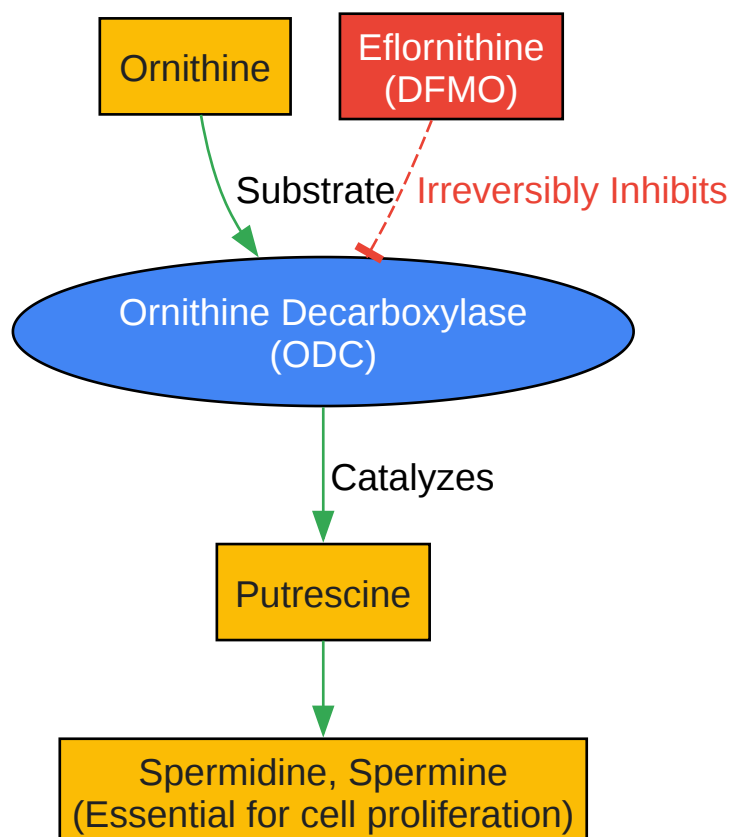 Ornithine
Eflornithine
(DFMO)
Substrate
Irreversibly Inhibits
Ornithine Decarboxylase
(ODC)
Catalyzes
Putrescine
Spermidine, Spermine
(Essential for cell proliferation)